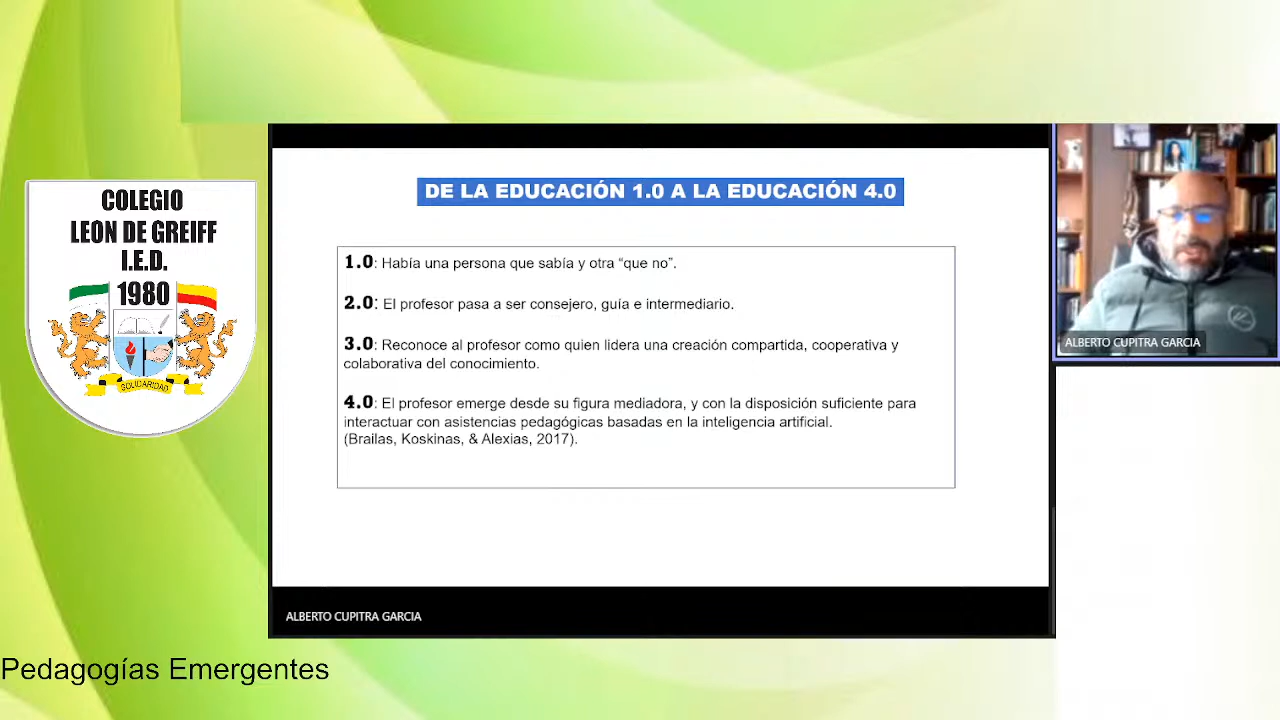 COLEGIO
LEON DE GREIFF
I.E.D.
1980
SOLIDARIDAD
DE LA EDUCACIÓN 1.0 A LA EDUCACIÓN 4.0
1.0: Había una persona que sabía y otra “que no”.
2.0: El profesor pasa a ser consejero, guía e intermediario.
3.0: Reconoce al profesor como quien lidera una creación compartida, cooperativa y
colaborativa del conocimiento.
4.0: El profesor emerge desde su figura mediadora, y con la disposición suficiente para
interactuar con asistencias pedagógicas basadas en la inteligencia artificial.
(Brailas, Koskinas, & Alexias, 2017).
ALBERTO CUPITRA GARCIA
ALBERTO CUPITRA GARCIA
Pedagogías Emergentes